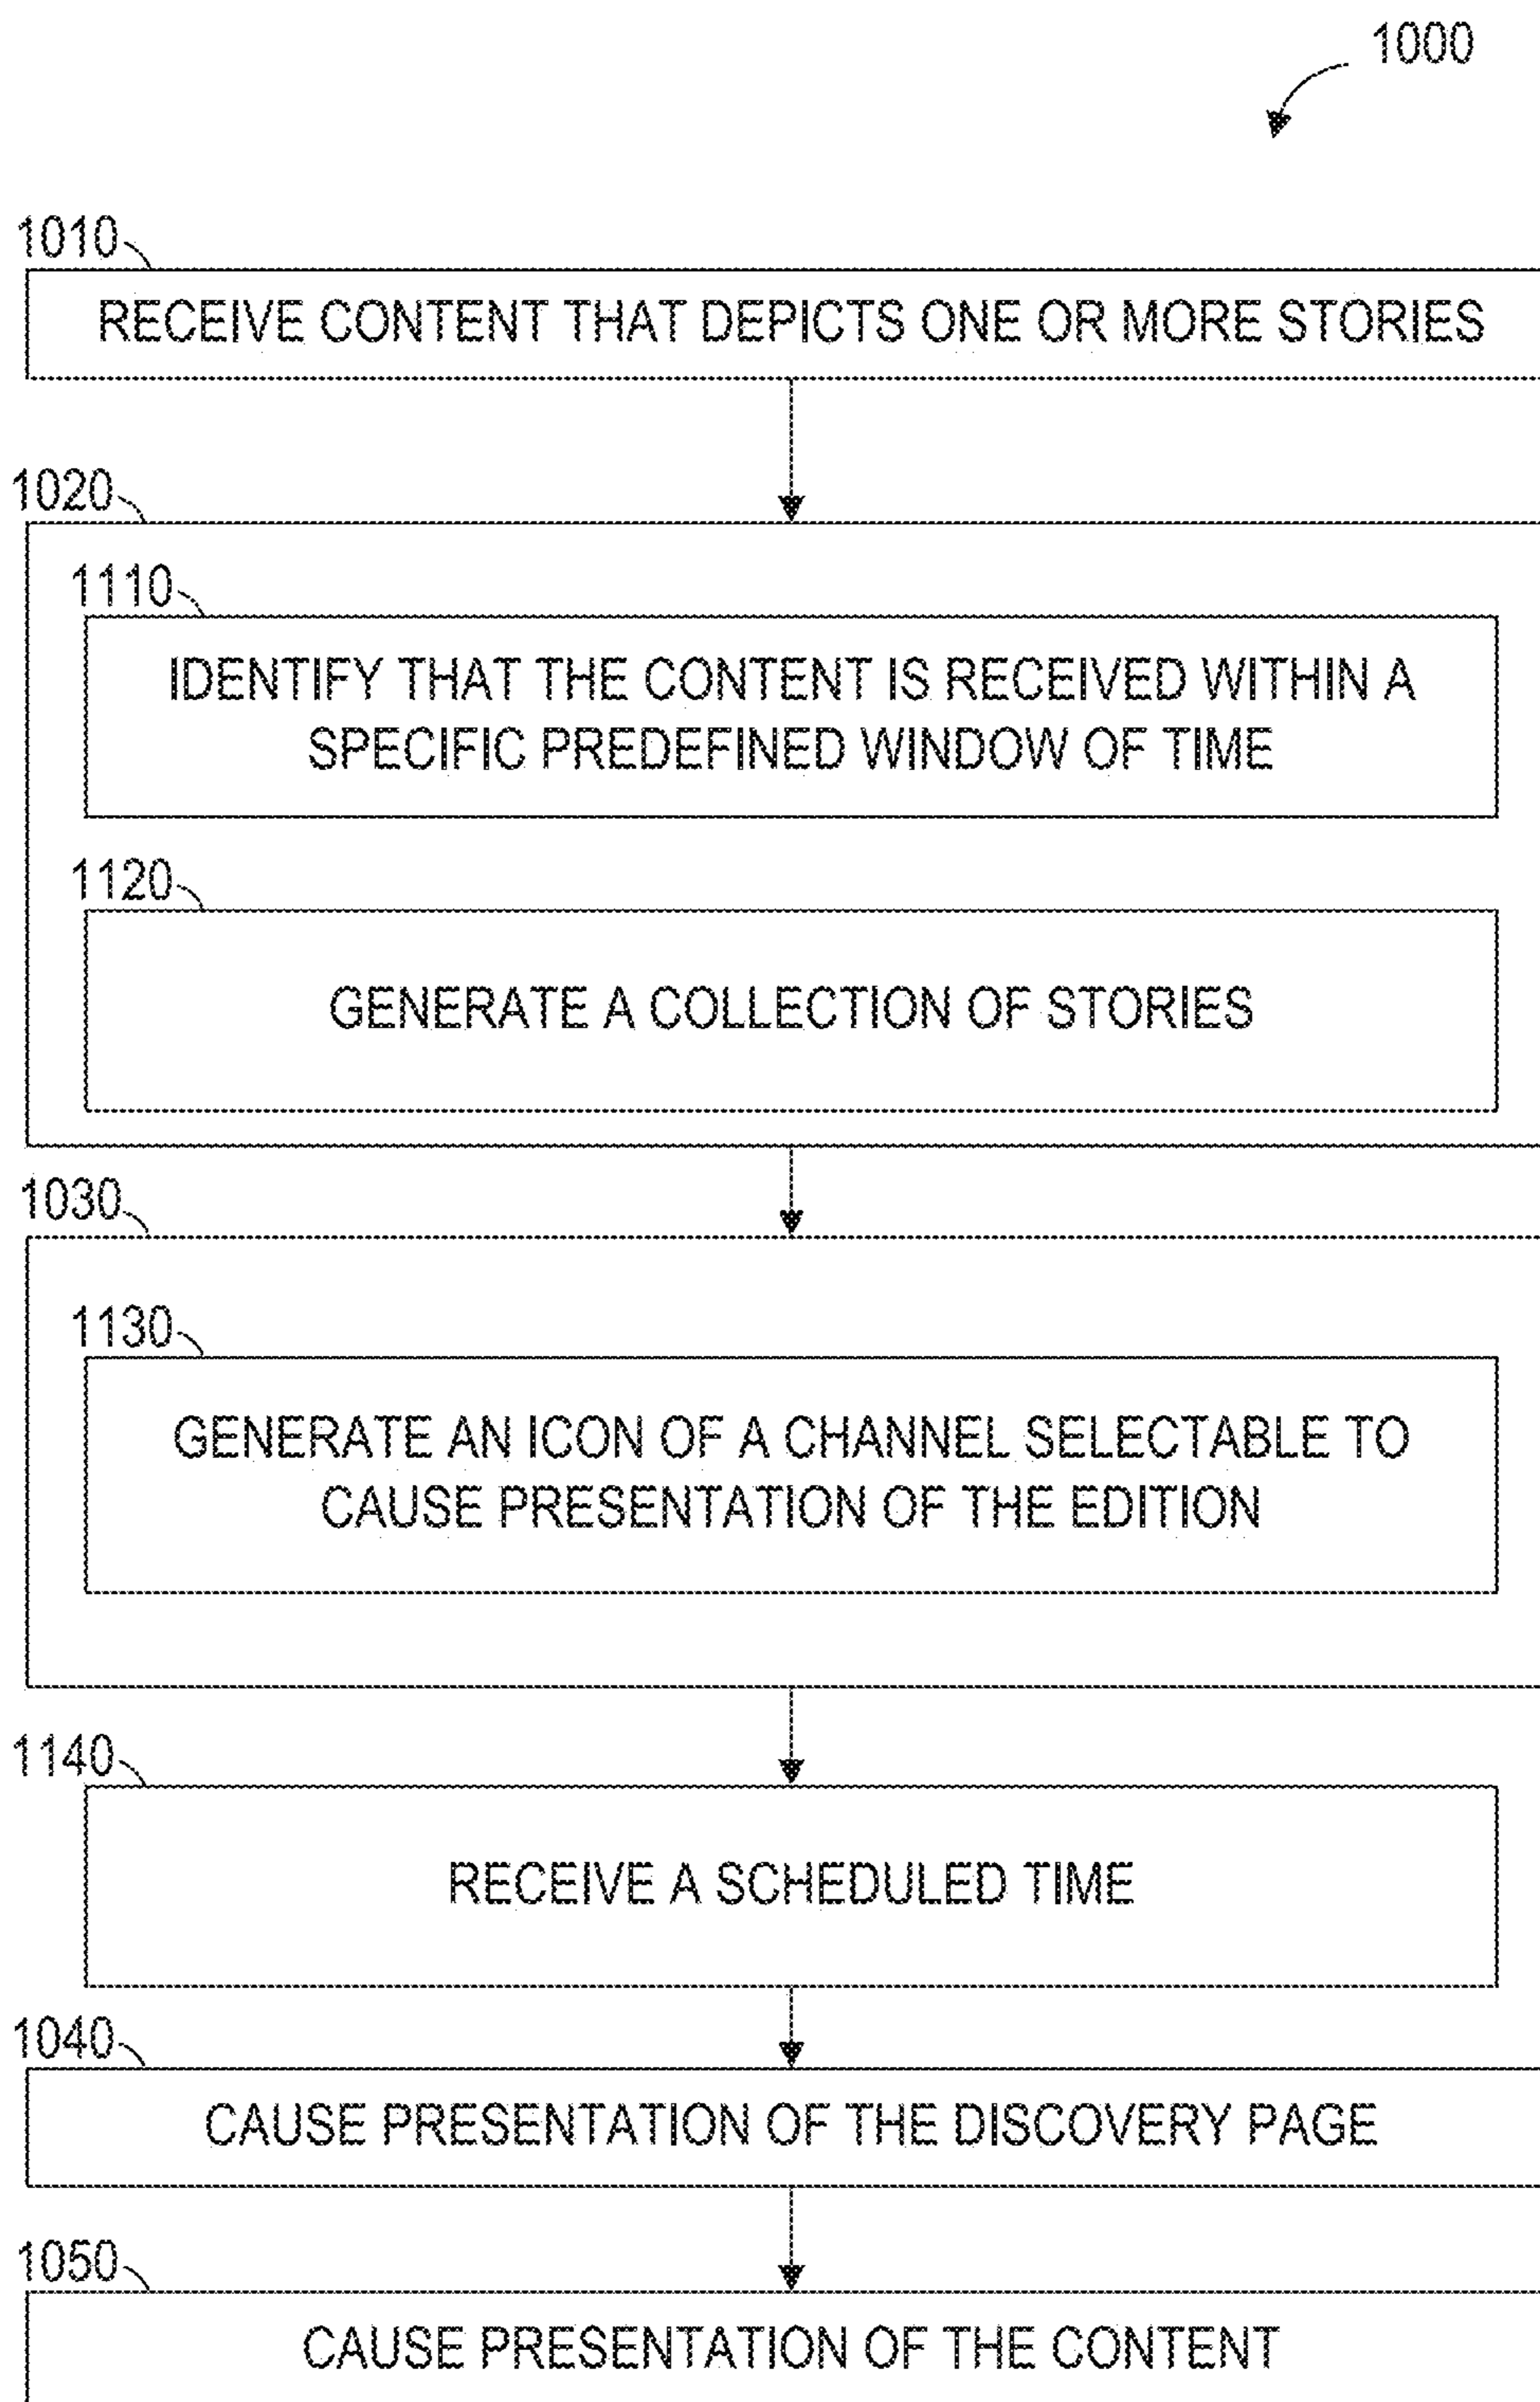 1000
1010
RECEIVE CONTENT THAT DEPICTS ONE OR MORE STORIES
1020
1110
IDENTIFY THAT THE CONTENT IS RECEIVED WITHIN A
SPECIFIC PREDEFINED WINDOW OF TIME
1120
GENERATE A COLLECTION OF STORIES
1030
1130
GENERATE AN ICON OF A CHANNEL SELECTABLE TO
CAUSE PRESENTATION OF THE EDITION
1140
RECEIVE A SCHEDULED TIME
1040
CAUSE PRESENTATION OF THE DISCOVERY PAGE
1050
CAUSE PRESENTATION OF THE CONTENT